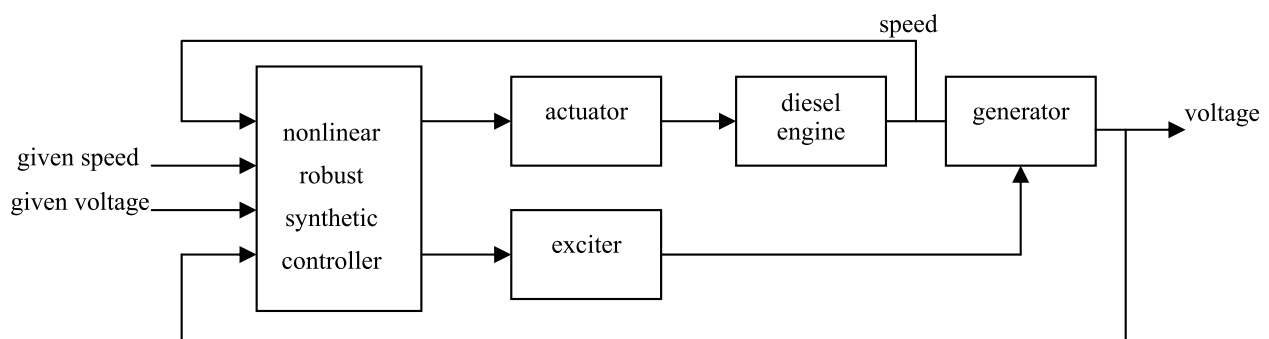 speed
nonlinear
robust
synthetic
controller
actuator
diesel
engine
generator
voltage
given speed
given voltage
exciter